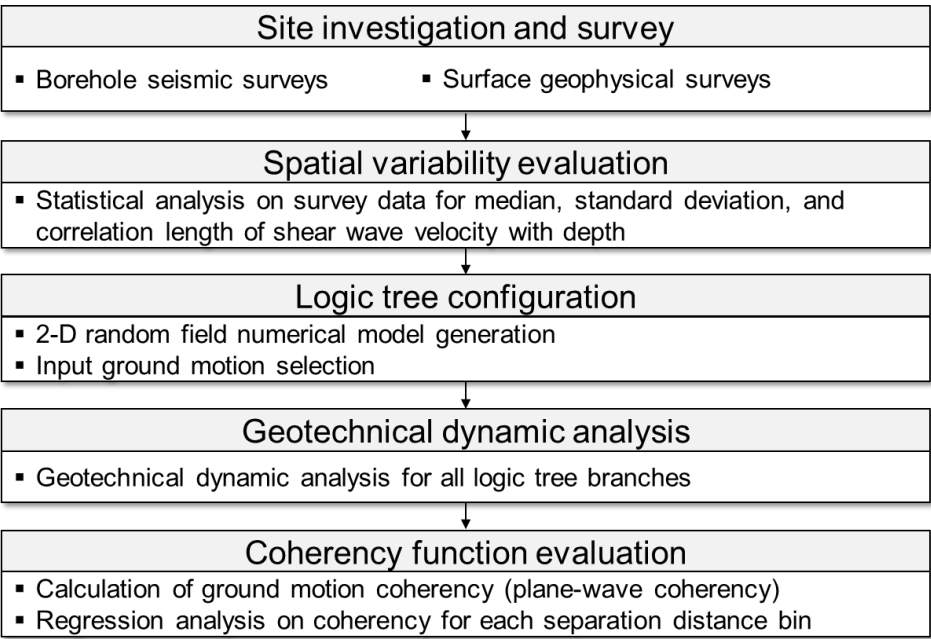 Site investigation and survey
▪ Borehole seismic surveys ▪ Surface geophysical surveys
Spatial variability evaluation
▪ Statistical analysis on survey data for median, standard deviation, and
correlation length of shear wave velocity with depth
Logic tree configuration
▪ 2-D random field numerical model generation
▪ Input ground motion selection
Geotechnical dynamic analysis
▪ Geotechnical dynamic analysis for all logic tree branches
Coherency function evaluation
▪ Calculation of ground motion coherency (plane-wave coherency)
▪ Regression analysis on coherency for each separation distance bin